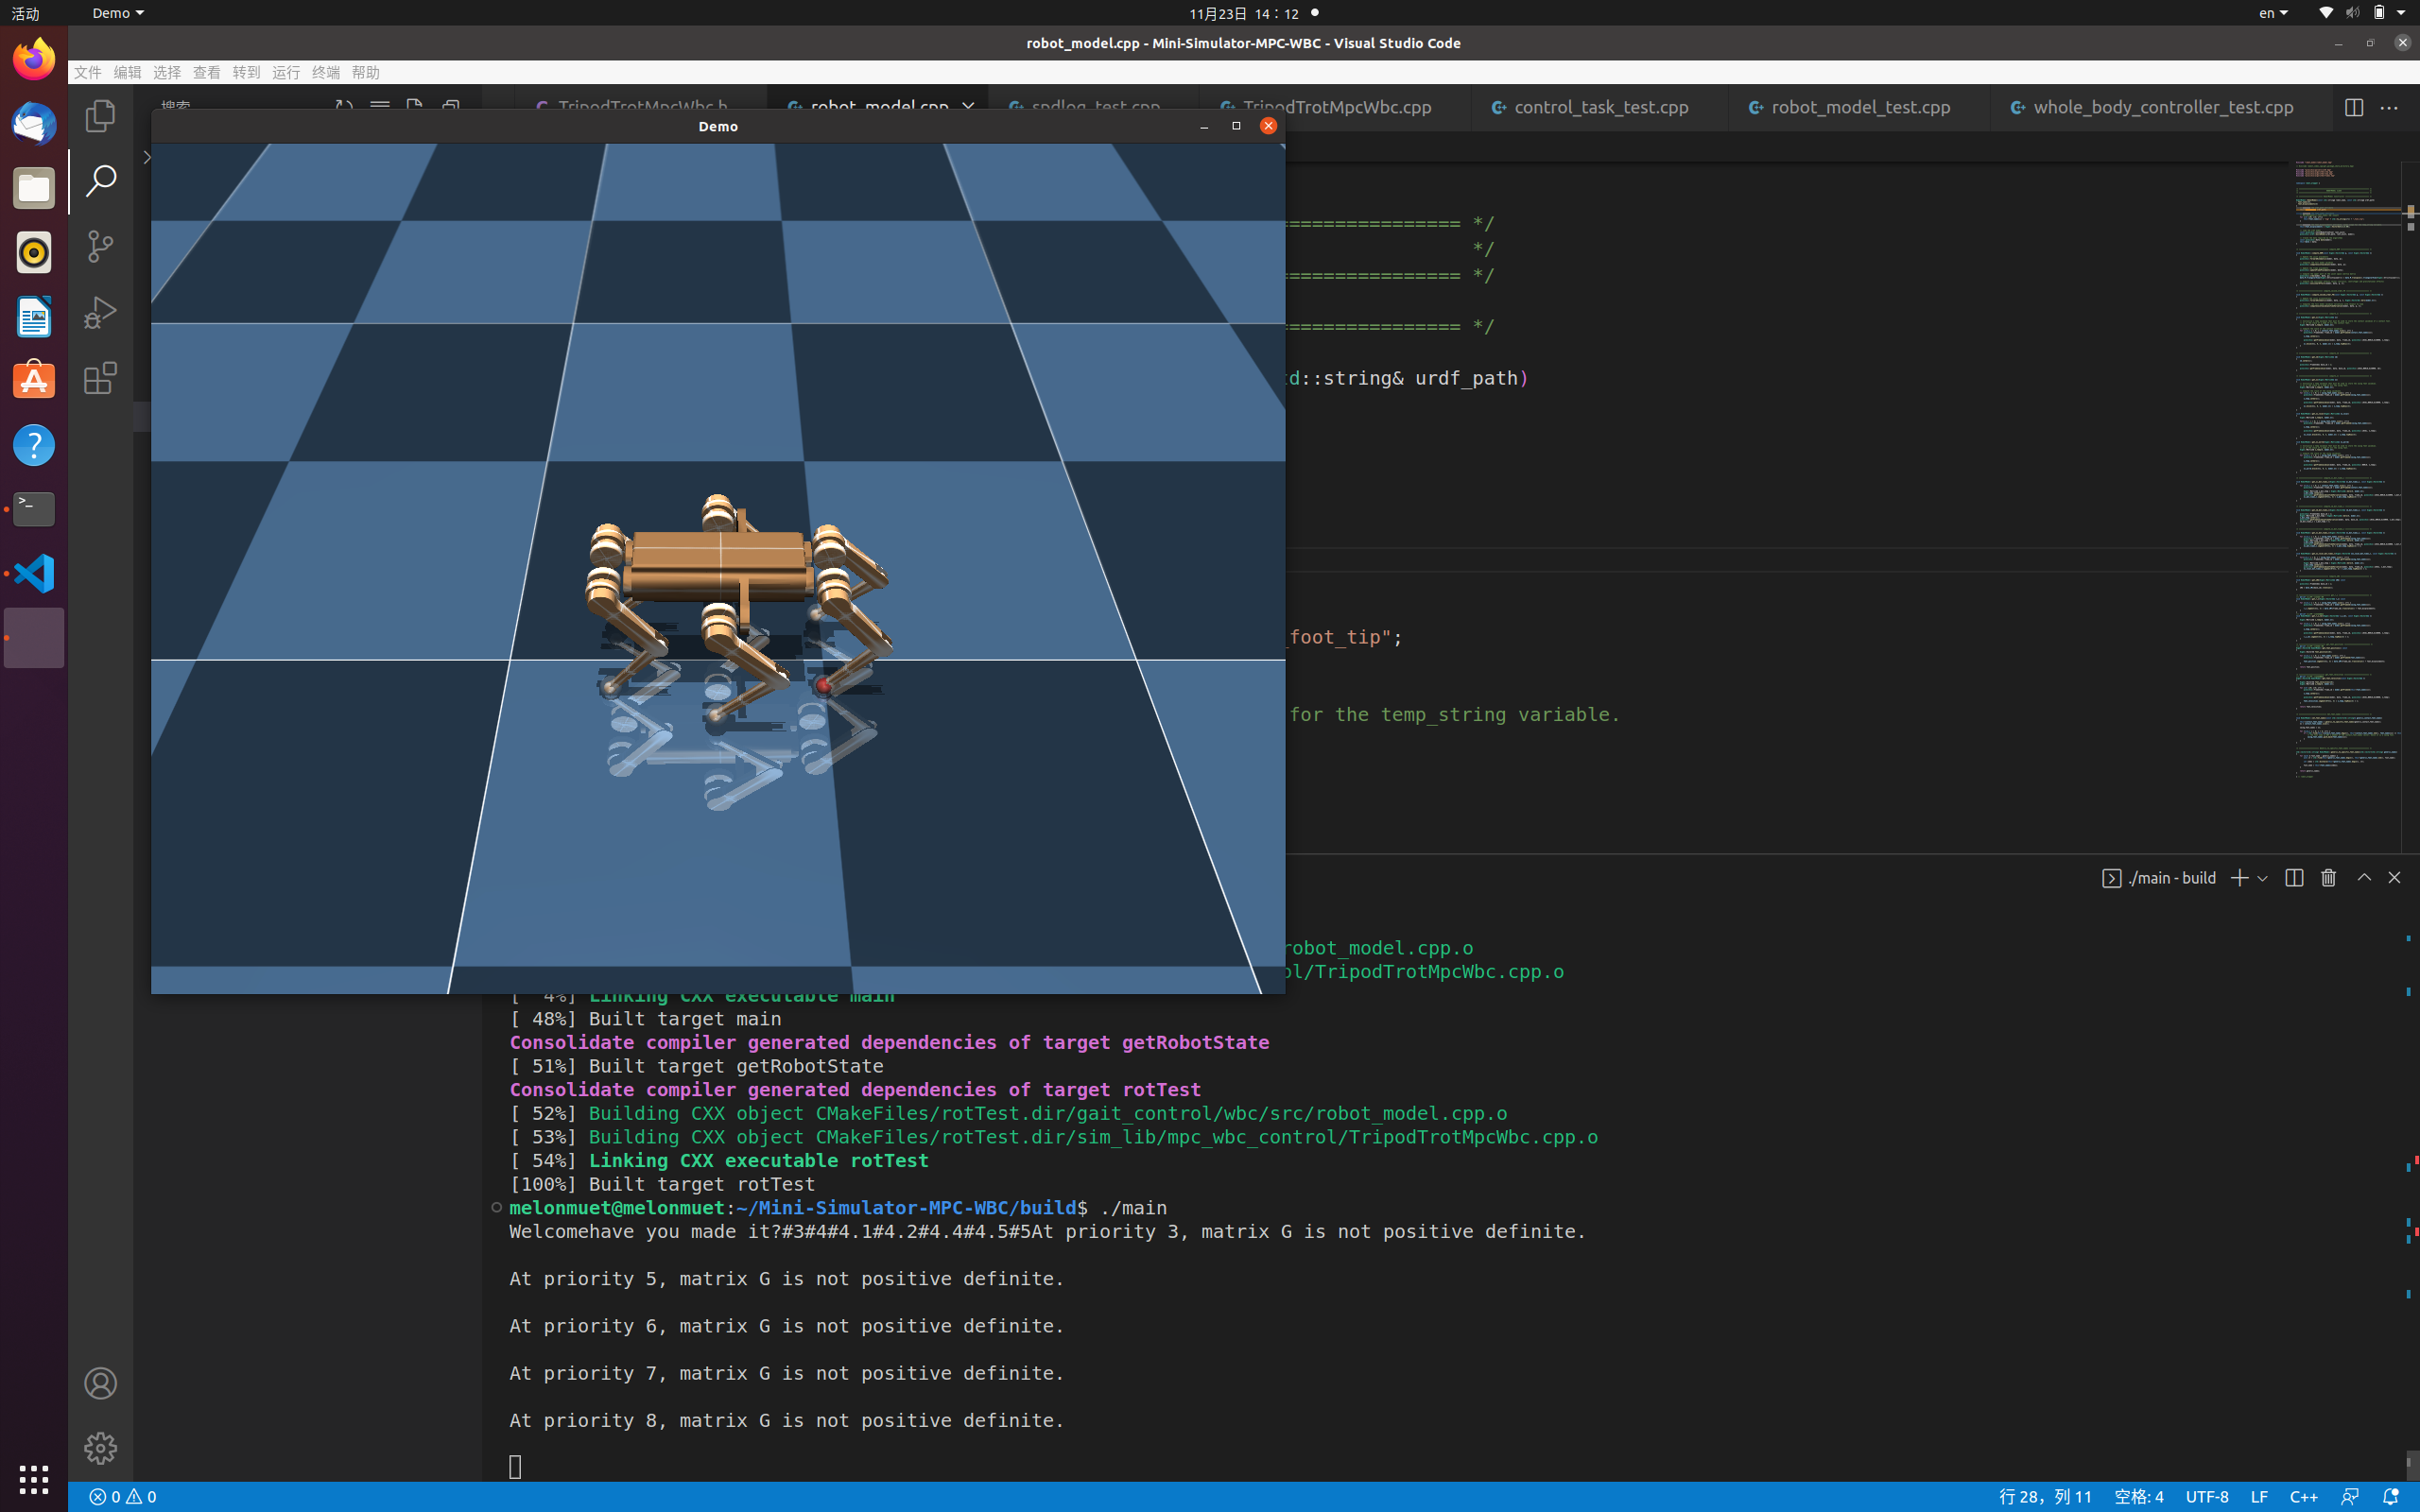 活动
Demo
11月23日 14：12
en
robot_model.cpp - Mini-Simulator-MPC-WBC - Visual Studio Code
文件 编辑 选择 查看 转到 运行 终端 帮助
搜索
TripodTrotMpcWbc.h
robot_model.cpp
spdlog_test.cpp
TripodTrotMpcWbc.cpp
control_task_test.cpp
robot_model_test.cpp
whole_body_controller_test.cpp
Demo
=============== */
*/
=============== */
=============== */
d::string& urdf_path)
_foot_tip";
for the temp_string variable.
./main - build
robot_model.cpp.o
ol/TripodTrotMpcWbc.cpp.o
[  4%] Linking CXX executable main
[ 48%] Built target main
Consolidate compiler generated dependencies of target getRobotState
[ 51%] Built target getRobotState
Consolidate compiler generated dependencies of target rotTest
[ 52%] Building CXX object CMakeFiles/rotTest.dir/gait_control/wbc/src/robot_model.cpp.o
[ 53%] Building CXX object CMakeFiles/rotTest.dir/sim_lib/mpc_wbc_control/TripodTrotMpcWbc.cpp.o
[ 54%] Linking CXX executable rotTest
[100%] Built target rotTest
melonmuet@melonmuet:~/Mini-Simulator-MPC-WBC/build$ ./main
Welcomehave you made it?#3#4#4.1#4.2#4.4#4.5#5At priority 3, matrix G is not positive definite.
At priority 5, matrix G is not positive definite.
At priority 6, matrix G is not positive definite.
At priority 7, matrix G is not positive definite.
At priority 8, matrix G is not positive definite.
0 0
行 28，列 11
空格: 4
UTF-8
LF
C++